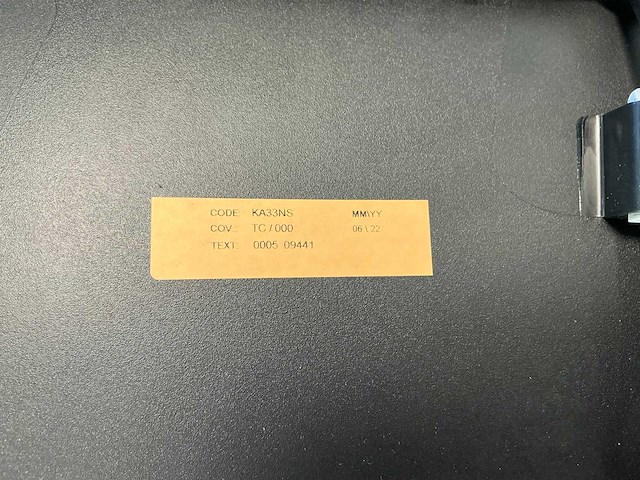 CODE: KA33NS MM\YY
COV.: TC / 000 06 \ 22
TEXT: 0005 09441